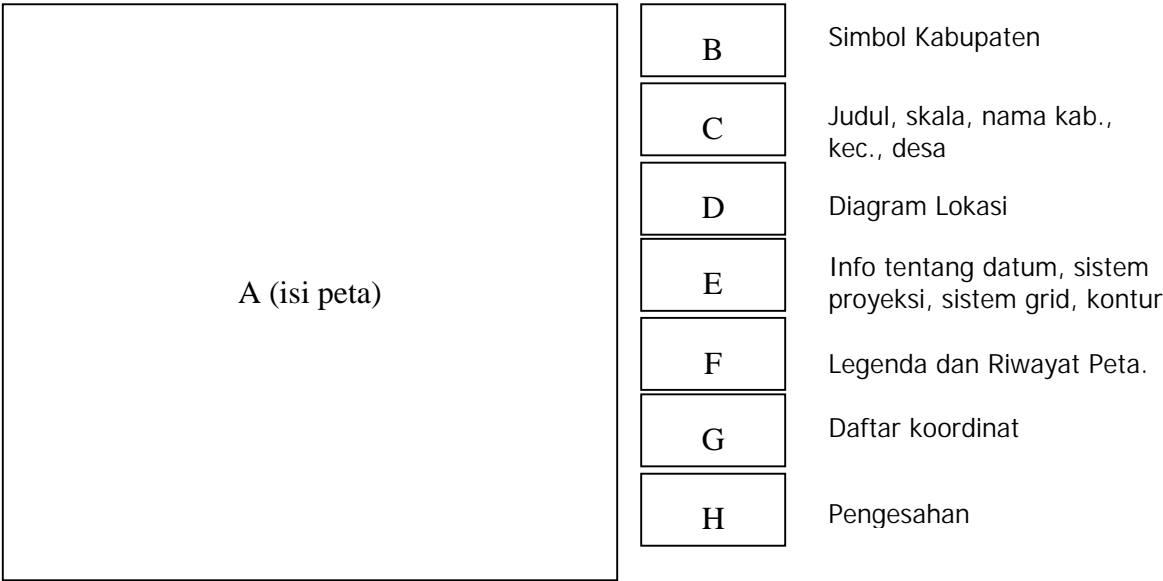 A (isi peta)
B
Simbol Kabupaten
C
Judul, skala, nama kab.,
kec., desa
D
Diagram Lokasi
E
Info tentang datum, sistem
proyeksi, sistem grid, kontur
F
Legenda dan Riwayat Peta.
G
Daftar koordinat
H
Pengesahan